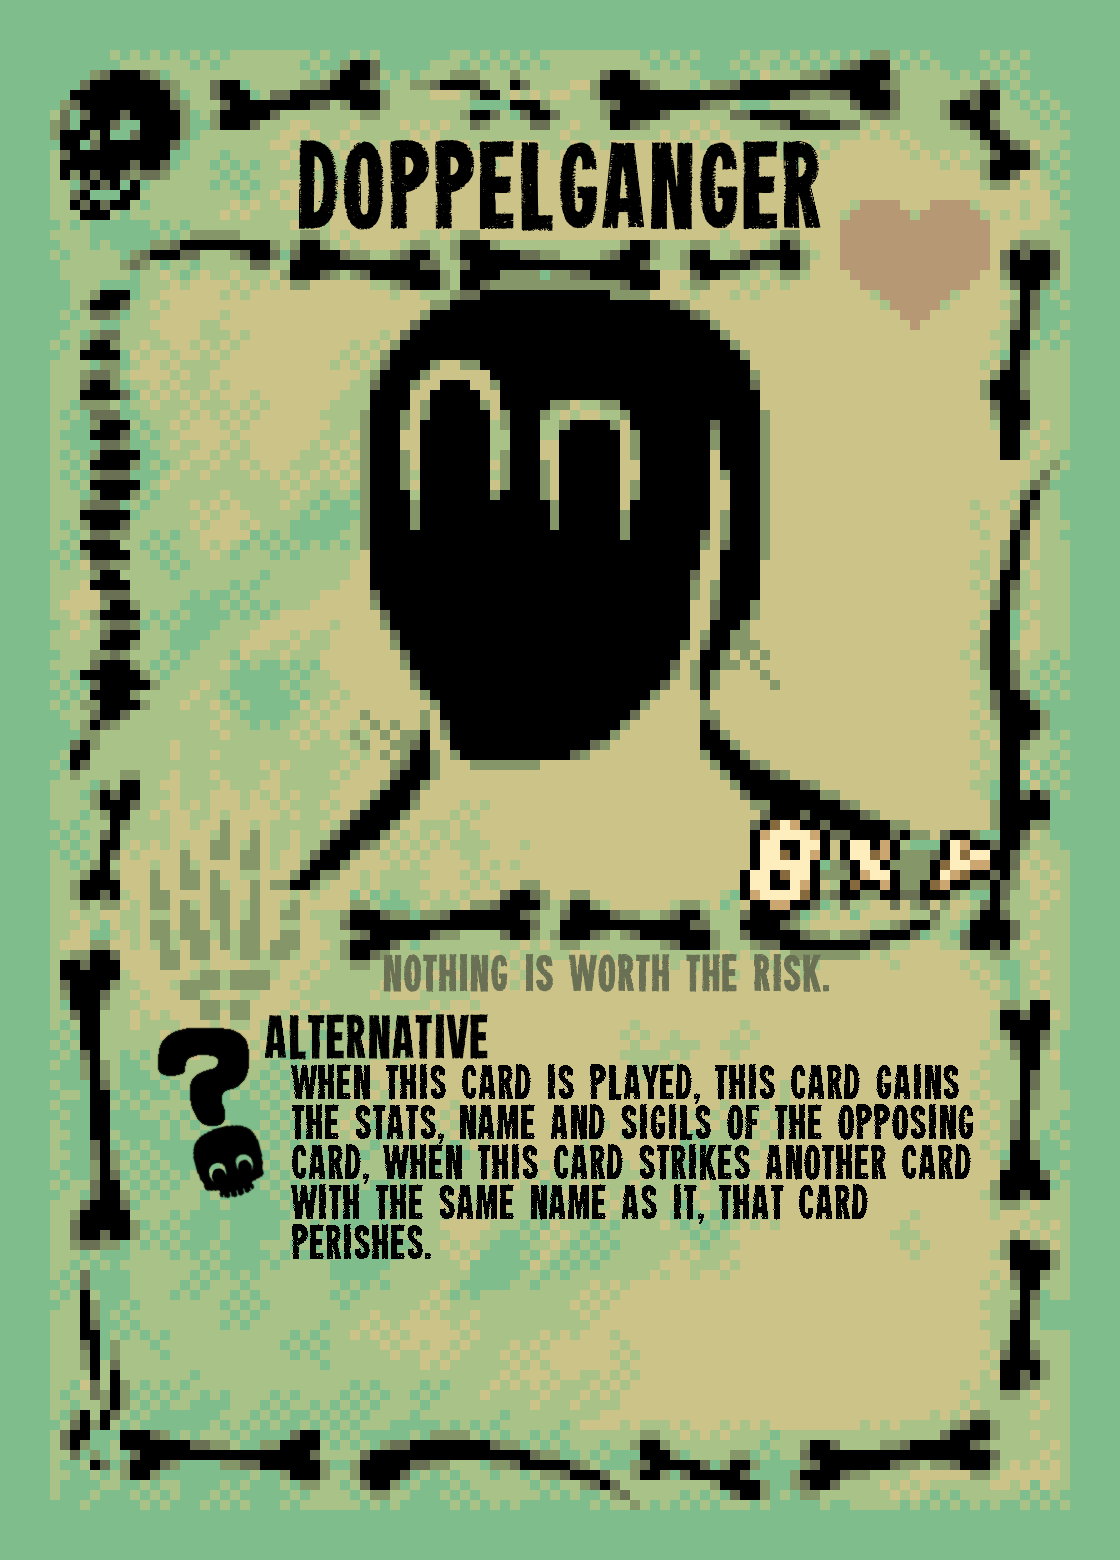 DOPPELGANGER
NOTHING IS WORTH THE RISK.
ALTERNATIVE
WHEN THIS CARD IS PLAYED, THIS CARD GAINS
THE STATS, NAME AND SIGILS OF THE OPPOSING
CARD, WHEN THIS CARD STRIKES ANOTHER CARD
WITH THE SAME NAME AS IT, THAT CARD
PERISHES.